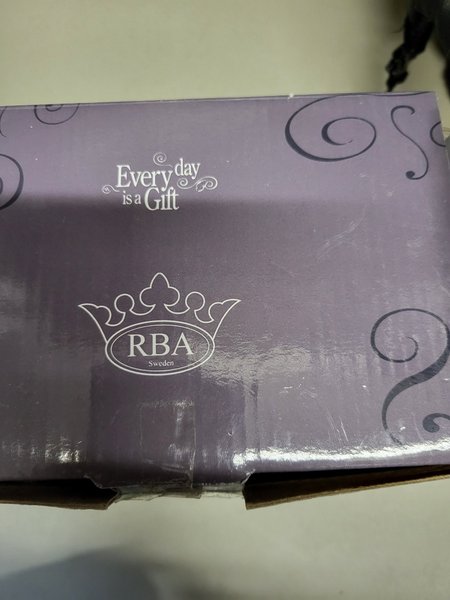 Every day
is a Gift
RBA
Sweden